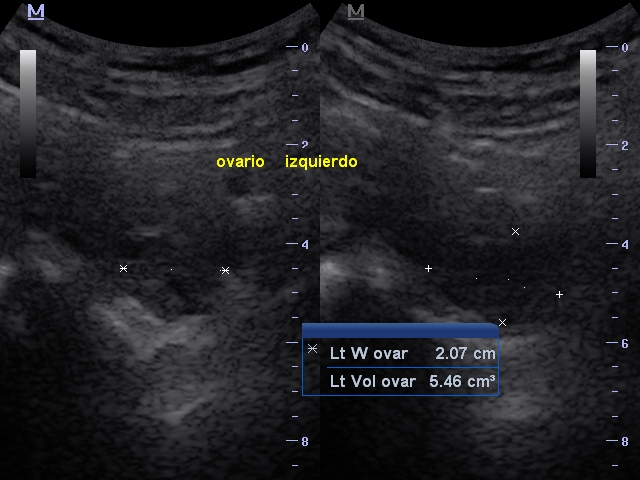 M M
0 0
ovario izquierdo
2 2
4 4
Lt W ovar 2.07 cm
6 6
Lt Vol ovar 5.46 cm³
8 8